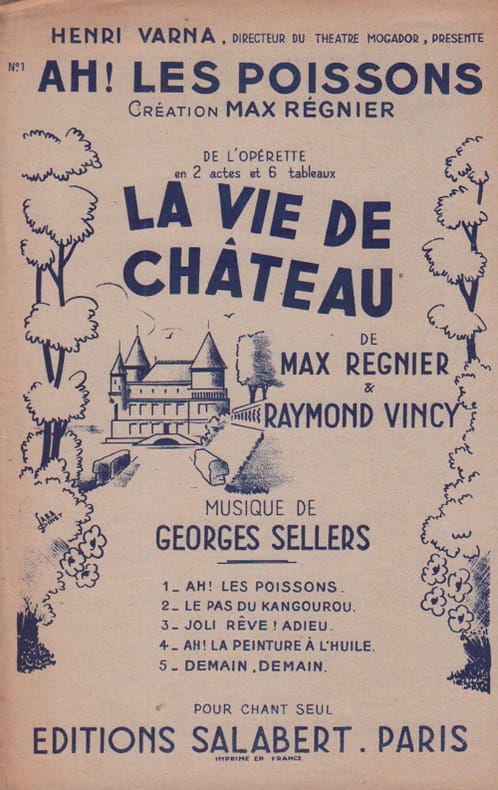 HENRI VARNA, DIRECTEUR DU THEATRE MOGADOR, PRESENTE
Nº1 AH! LES POISSONS
CRÉATION MAX RÉGNIER
DE L'OPÉRETTE
en 2 actes et 6 tableaux
LA VIE DE
CHÂTEAU
DE
MAX REGNIER
&
RAYMOND VINCY
MUSIQUE DE
GEORGES SELLERS
1_ AH! LES POISSONS.
2_ LE PAS DU KANGOUROU.
3_ JOLI RÊVE! ADIEU.
4_ AH! LA PEINTURE À L'HUILE.
5_ DEMAIN, DEMAIN.
POUR CHANT SEUL
EDITIONS SALABERT. PARIS
IMPRIME EN FRANCE